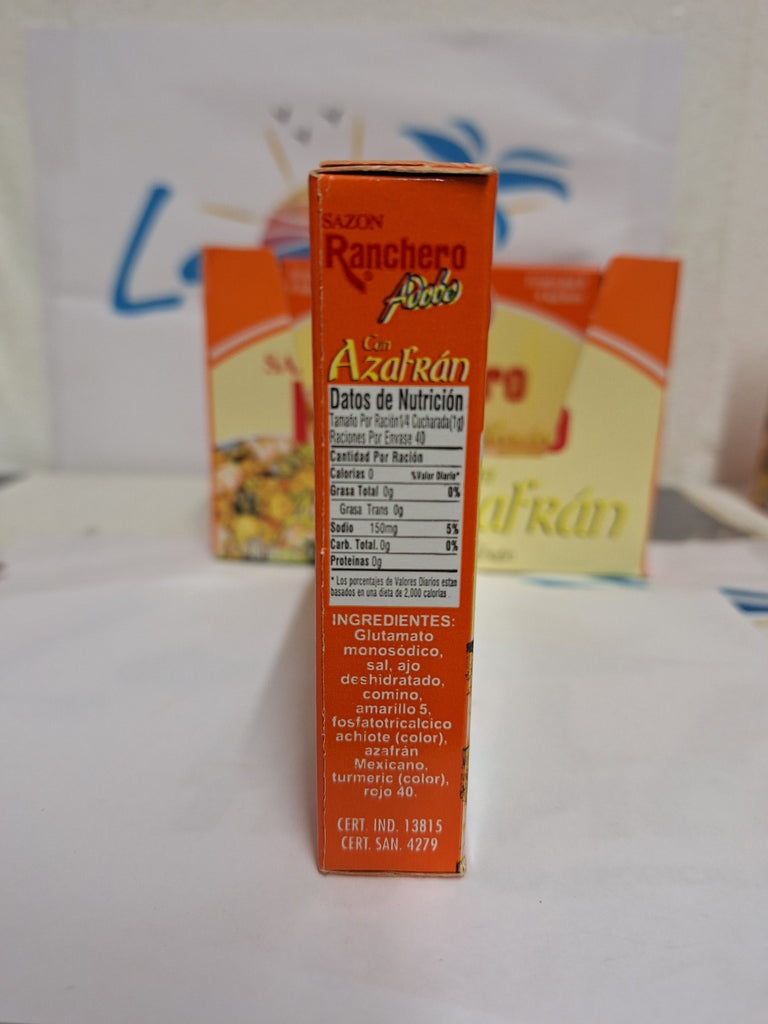 SAZON
Ranchero
®
Adobo
Con
Azafrán
Datos de Nutrición
Tamaño Por Ración1/4 Cucharada(1g)
Raciones Por Envase 40
Cantidad Por Ración
Calorías 0 %Valor Diario*
Grasa Total 0g 0%
Grasa Trans 0g
Sodio 150mg 5%
Carb. Total. 0g 0%
Proteinas 0g
* Los porcentajes de Valores Diarios estan
basados en una dieta de 2,000 calorías.
INGREDIENTES:
Glutamato
monosódico,
sal, ajo
deshidratado,
comino,
amarillo 5,
fosfatotricalcico
achiote (color),
azafrán
Mexicano,
turmeric (color),
rojo 40.
CERT. IND. 13815
CERT. SAN. 4279